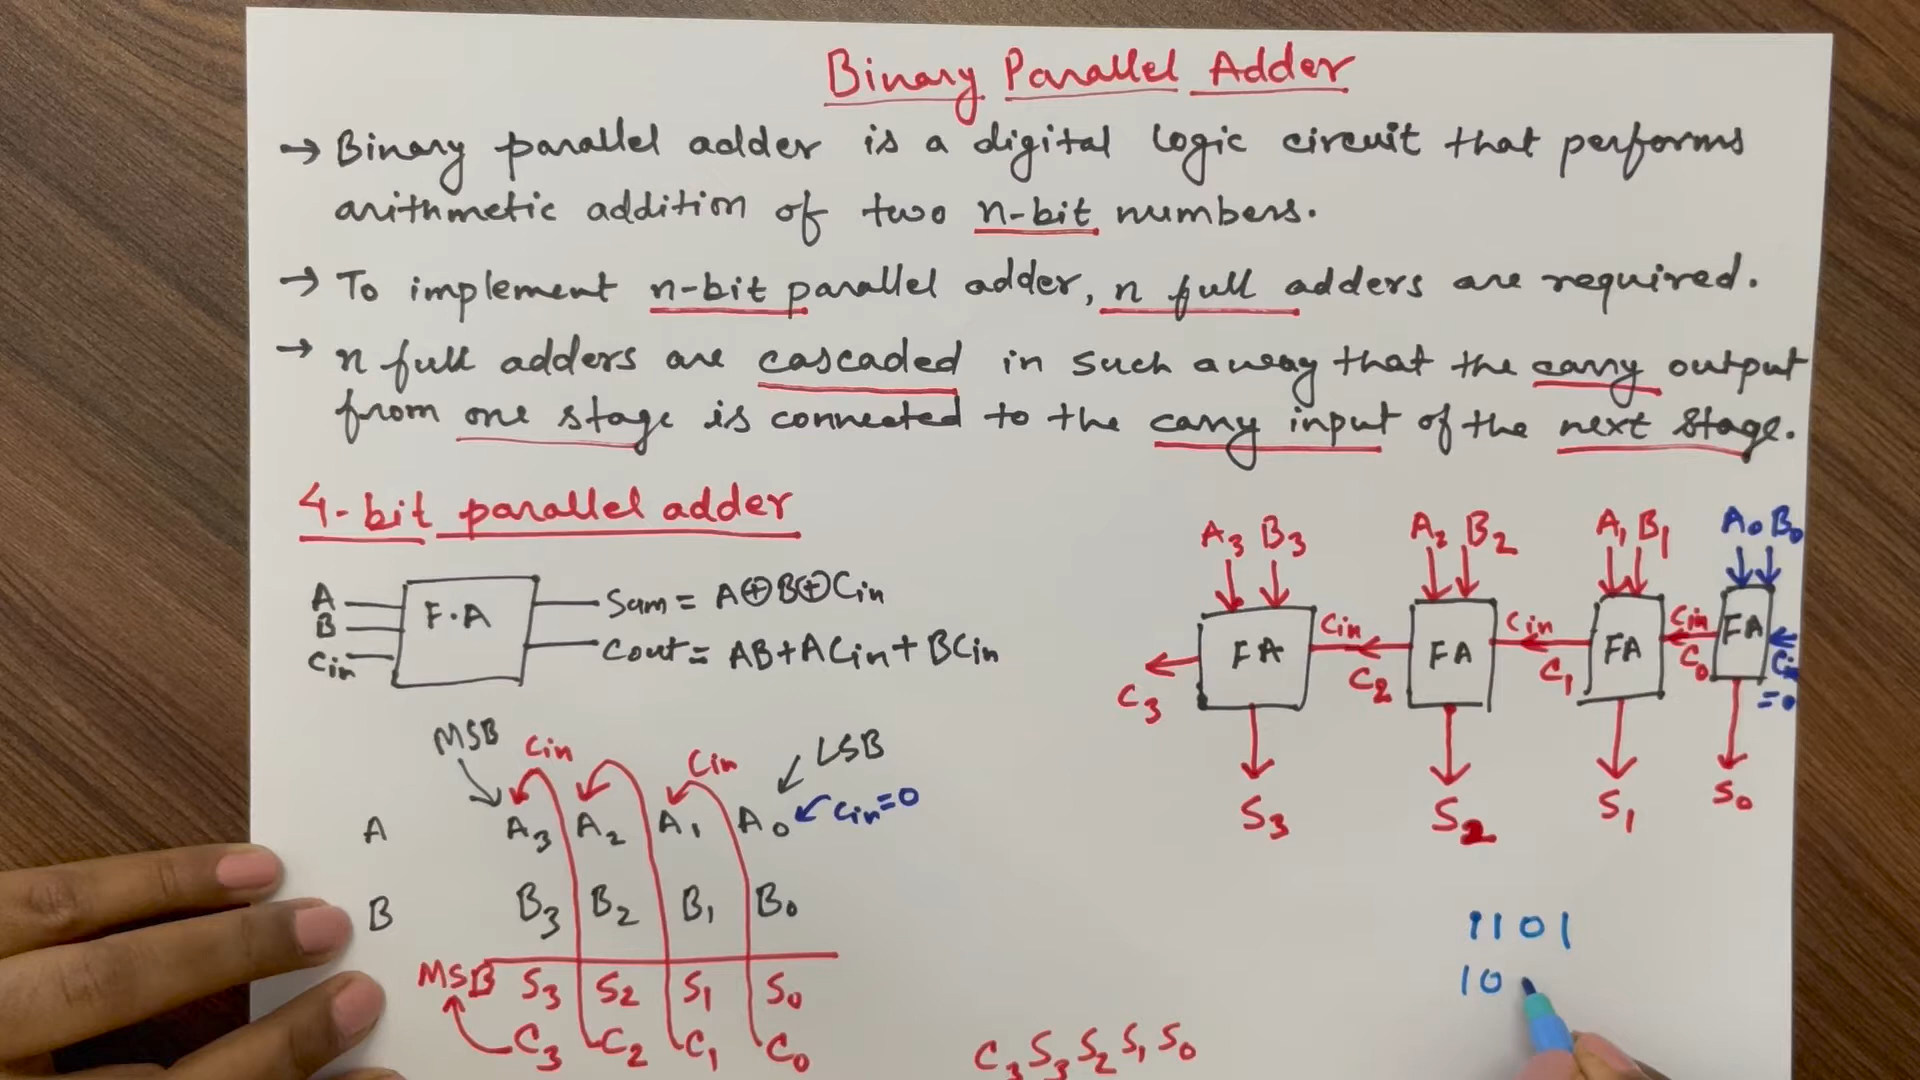 Binary Parallel Adder
→ Binary parallel adder is a digital logic circuit that performs
arithmetic addition of two n-bit numbers.
→ To implement n-bit parallel adder, n full adders are required.
→ n full adders are cascaded in such a way that the carry output
from one stage is connected to the carry input of the next stage.
4-bit parallel adder
A
B
Cin
F.A
Sum = A⊕B⊕Cin
Cout = AB+ACin+BCin
A3 B3 A2 B2 A1 B1 A0 B0
FA Cin FA Cin FA Cin FA
C3 C2 C1 C0 Cin
=0
S3 S2 S1 S0
MSB Cin Cin LSB
A A3 A2 A1 A0 Cin=0
B B3 B2 B1 B0
MSB S3 S2 S1 S0
C3 C2 C1 C0
C3 S3 S2 S1 S0
1101
10